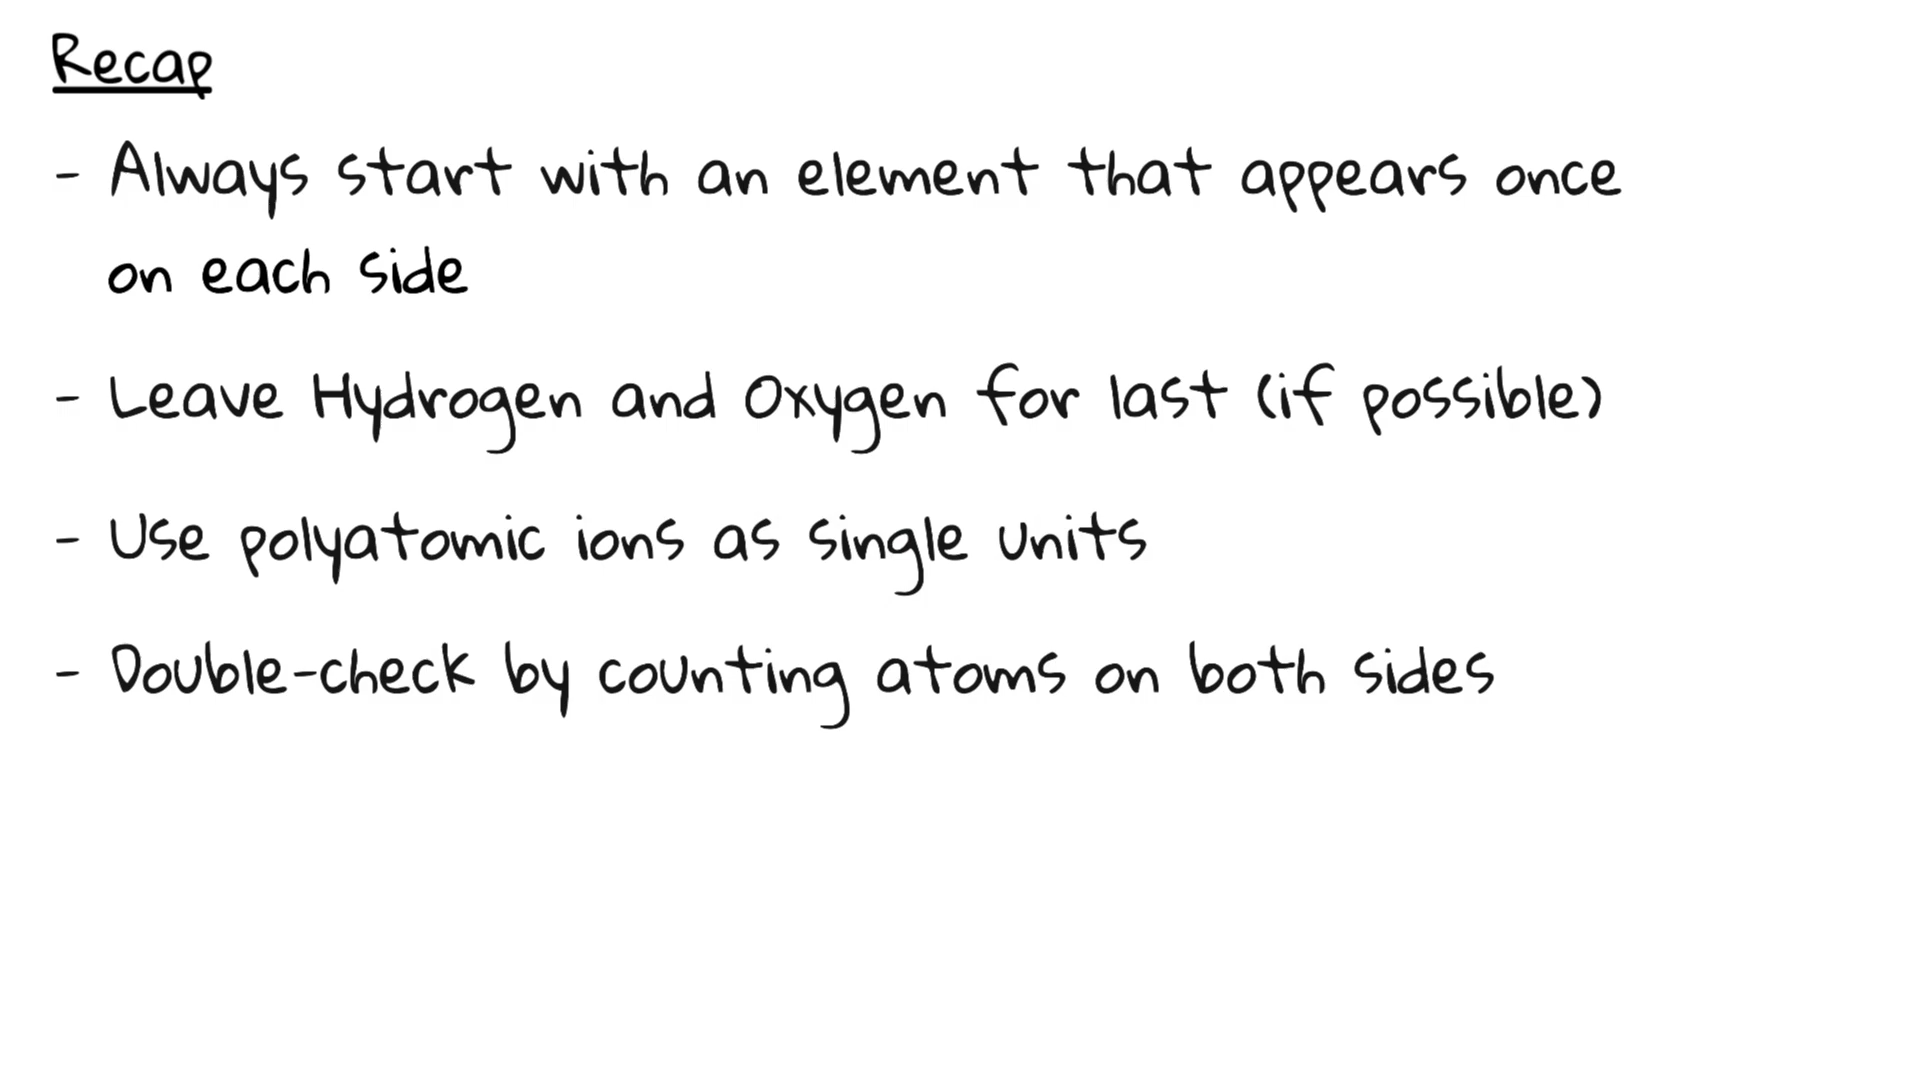 Recap
- Always start with an element that appears once
on each side
- Leave Hydrogen and Oxygen for last (if possible)
- Use polyatomic ions as single units
- Double-check by counting atoms on both sides